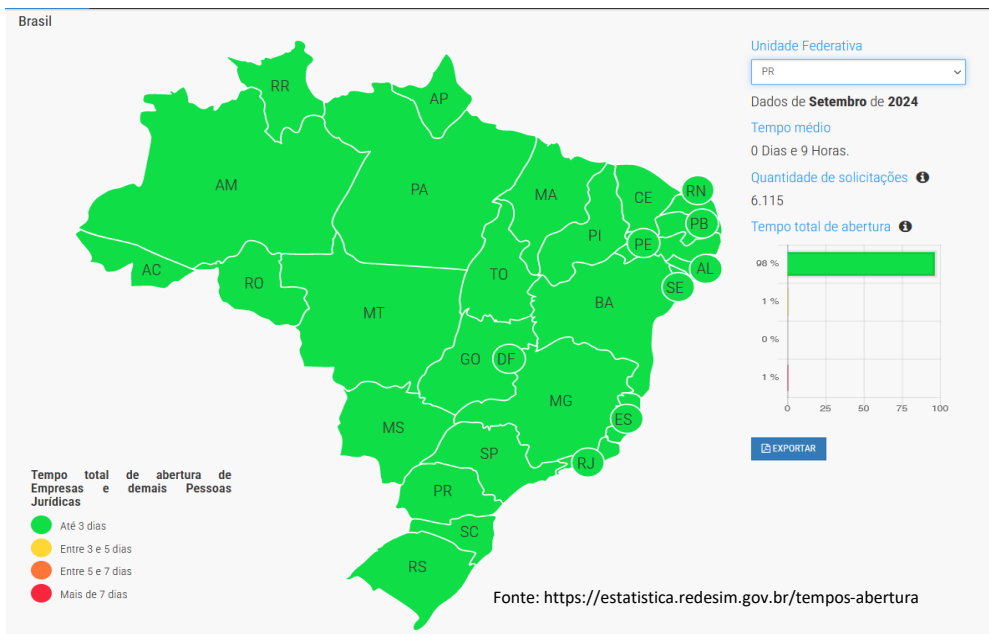 Brasil
RR
AP
AM
PA
MA
CE
RN
PB
PI
PE
AC
RO
TO
AL
SE
MT
BA
GO
DF
MG
MS
ES
SP
RJ
PR
SC
RS
Tempo total de abertura de
Empresas e demais Pessoas
Jurídicas
Até 3 dias
Entre 3 e 5 dias
Entre 5 e 7 dias
Mais de 7 dias
Unidade Federativa
PR
Dados de Setembro de 2024
Tempo médio
0 Dias e 9 Horas.
Quantidade de solicitações
6.115
Tempo total de abertura
98 %
1 %
0 %
1 %
0 25 50 75 100
EXPORTAR
Fonte: https://estatistica.redesim.gov.br/tempos-abertura